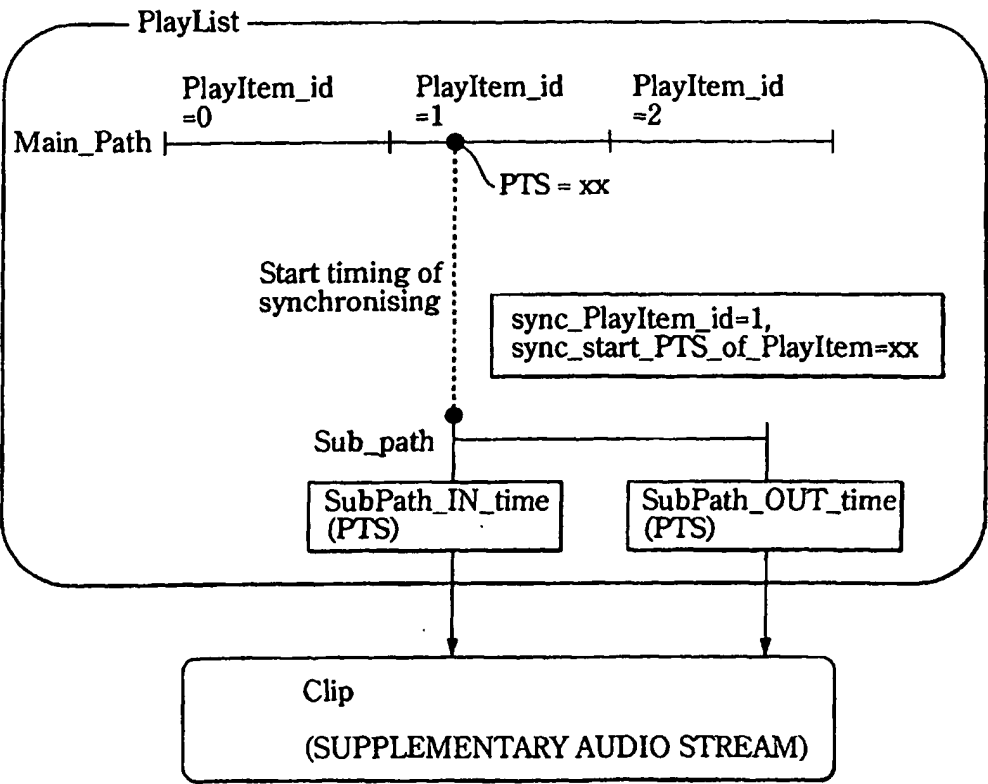 PlayList
PlayItem_id
=0
PlayItem_id
=1
PlayItem_id
=2
Main_Path
PTS = xx
Start timing of
synchronising
sync_PlayItem_id=1,
sync_start_PTS_of_PlayItem=xx
Sub_path
SubPath_IN_time
(PTS)
SubPath_OUT_time
(PTS)
Clip
(SUPPLEMENTARY AUDIO STREAM)